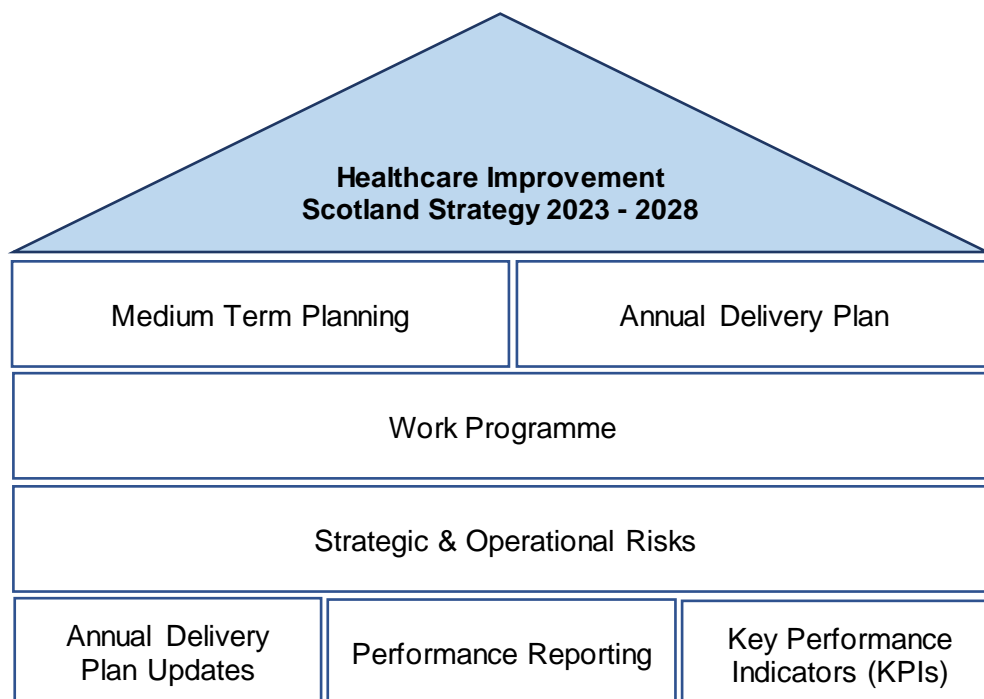 Healthcare Improvement
Scotland Strategy 2023 - 2028
Medium Term Planning
Annual Delivery Plan
Work Programme
Strategic & Operational Risks
Annual Delivery
Plan Updates
Performance Reporting
Key Performance
Indicators (KPIs)